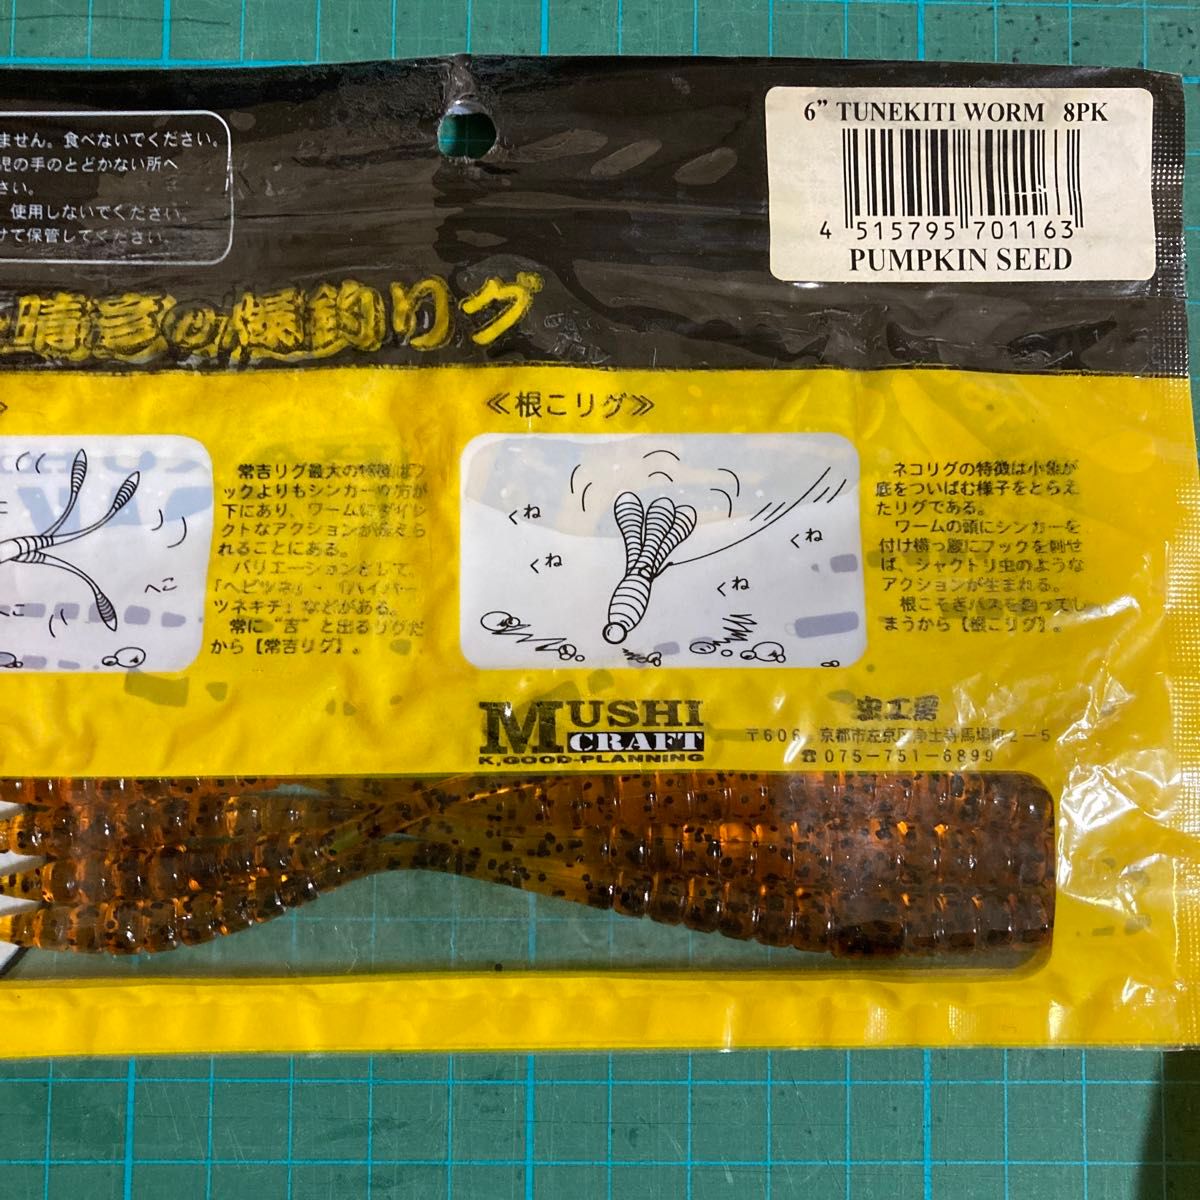 ません。食べないでください。
児の手のとどかない所へ
さい。
使用しないでください。
けて保管してください。
6” TUNEKITI WORM 8PK
4 515795 701163
PUMPKIN SEED
晴彦の爆釣リグ
≪根こリグ≫
常吉リグ最大の特徴はフ
ックよりもシンカーの方が
下にあり、ワームにダイレ
クトなアクションが伝えら
れることにある。
バリエーションとして、
「ヘビツネ」・「ハイパー
ツネキチ」などがある。
常に“吉”と出るリグだ
から【常吉リグ】。
へこ
へこ
くね
くね
くね
くね
ネコリグの特徴は小魚が
底をついばむ様子をとらえ
たリグである。
ワームの頭にシンカーを
付け横っ腹にフックを刺せ
ば、シャクトリ虫のような
アクションが生まれる。
根こそぎバスを釣ってし
まうから【根こリグ】。
MUSHI
CRAFT
K.GOOD-PLANNING
虫工房
〒606 京都市左京区浄土寺馬場町2-5
☎075-751-6899